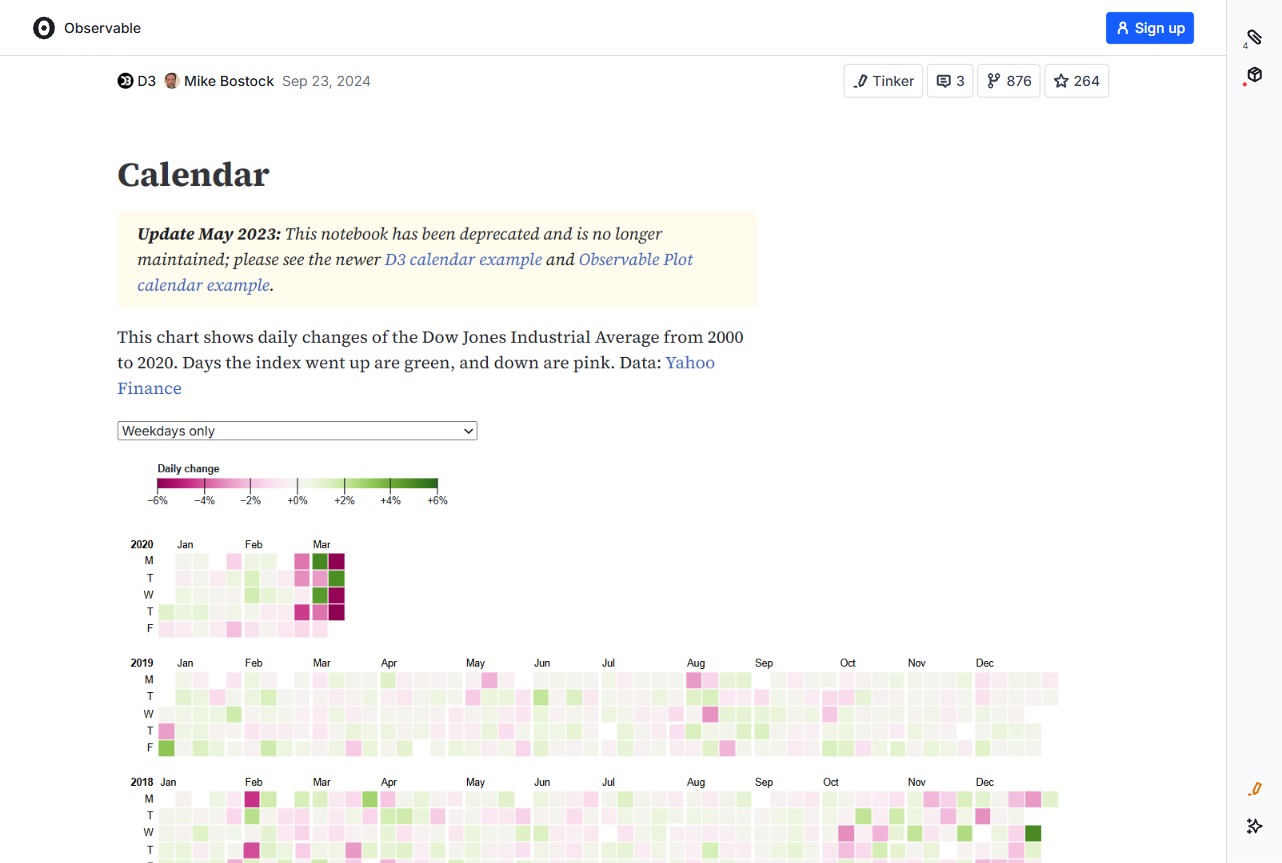 Observable
Sign up
D3 Mike Bostock Sep 23, 2024
Tinker 3 876 264
4
Calendar
Update May 2023: This notebook has been deprecated and is no longer
maintained; please see the newer D3 calendar example and Observable Plot
calendar example.
This chart shows daily changes of the Dow Jones Industrial Average from 2000
to 2020. Days the index went up are green, and down are pink. Data: Yahoo
Finance
Weekdays only
Daily change
−6% −4% −2% +0% +2% +4% +6%
2020 Jan Feb Mar
M
T
W
T
F
2019 Jan Feb Mar Apr May Jun Jul Aug Sep Oct Nov Dec
M
T
W
T
F
2018 Jan Feb Mar Apr May Jun Jul Aug Sep Oct Nov Dec
M
T
W
T